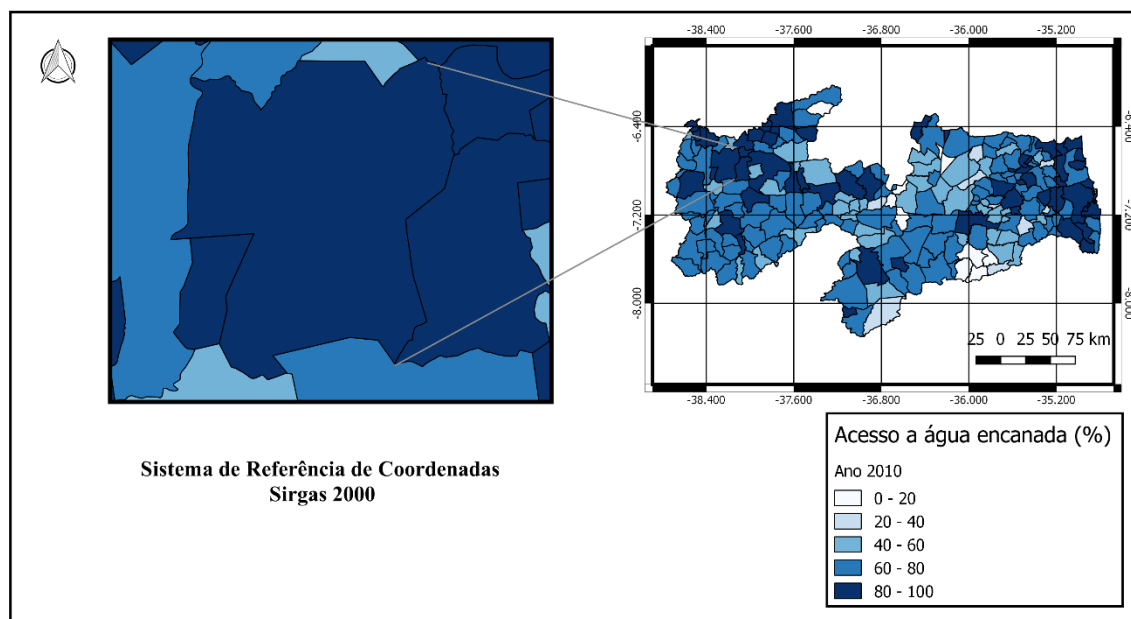 -38.400 -37.600 -36.800 -36.000 -35.200
-6.400 -6.400
-7.200 -7.200
-8.000 -8.000
25 0 25 50 75 km
-38.400 -37.600 -36.800 -36.000 -35.200
Acesso a água encanada (%)
Ano 2010
0 - 20
20 - 40
40 - 60
60 - 80
80 - 100
Sistema de Referência de Coordenadas
Sirgas 2000